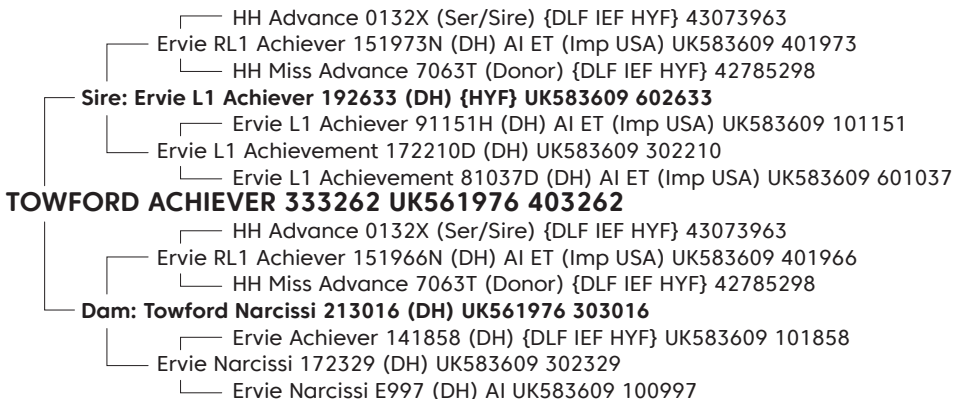 HH Advance 0132X (Ser/Sire) {DLF IEF HYF} 43073963
Ervie RL1 Achiever 151973N (DH) AI ET (Imp USA) UK583609 401973
HH Miss Advance 7063T (Donor) {DLF IEF HYF} 42785298
Sire: Ervie L1 Achiever 192633 (DH) {HYF} UK583609 602633
Ervie L1 Achiever 91151H (DH) AI ET (Imp USA) UK583609 101151
Ervie L1 Achievement 172210D (DH) UK583609 302210
Ervie L1 Achievement 81037D (DH) AI ET (Imp USA) UK583609 601037
TOWFORD ACHIEVER 333262 UK561976 403262
HH Advance 0132X (Ser/Sire) {DLF IEF HYF} 43073963
Ervie RL1 Achiever 151966N (DH) AI ET (Imp USA) UK583609 401966
HH Miss Advance 7063T (Donor) {DLF IEF HYF} 42785298
Dam: Towford Narcissi 213016 (DH) UK561976 303016
Ervie Achiever 141858 (DH) {DLF IEF HYF} UK583609 101858
Ervie Narcissi 172329 (DH) UK583609 302329
Ervie Narcissi E997 (DH) AI UK583609 100997